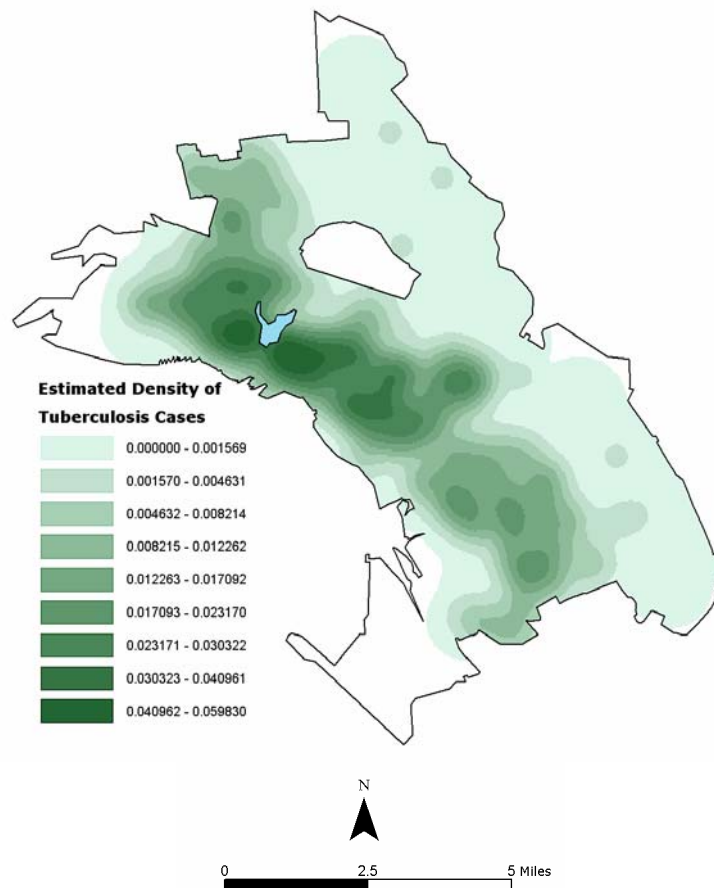 Estimated Density of
Tuberculosis Cases
0.000000 - 0.001569
0.001570 - 0.004631
0.004632 - 0.008214
0.008215 - 0.012262
0.012263 - 0.017092
0.017093 - 0.023170
0.023171 - 0.030322
0.030323 - 0.040961
0.040962 - 0.059830
N
0 2.5 5 Miles